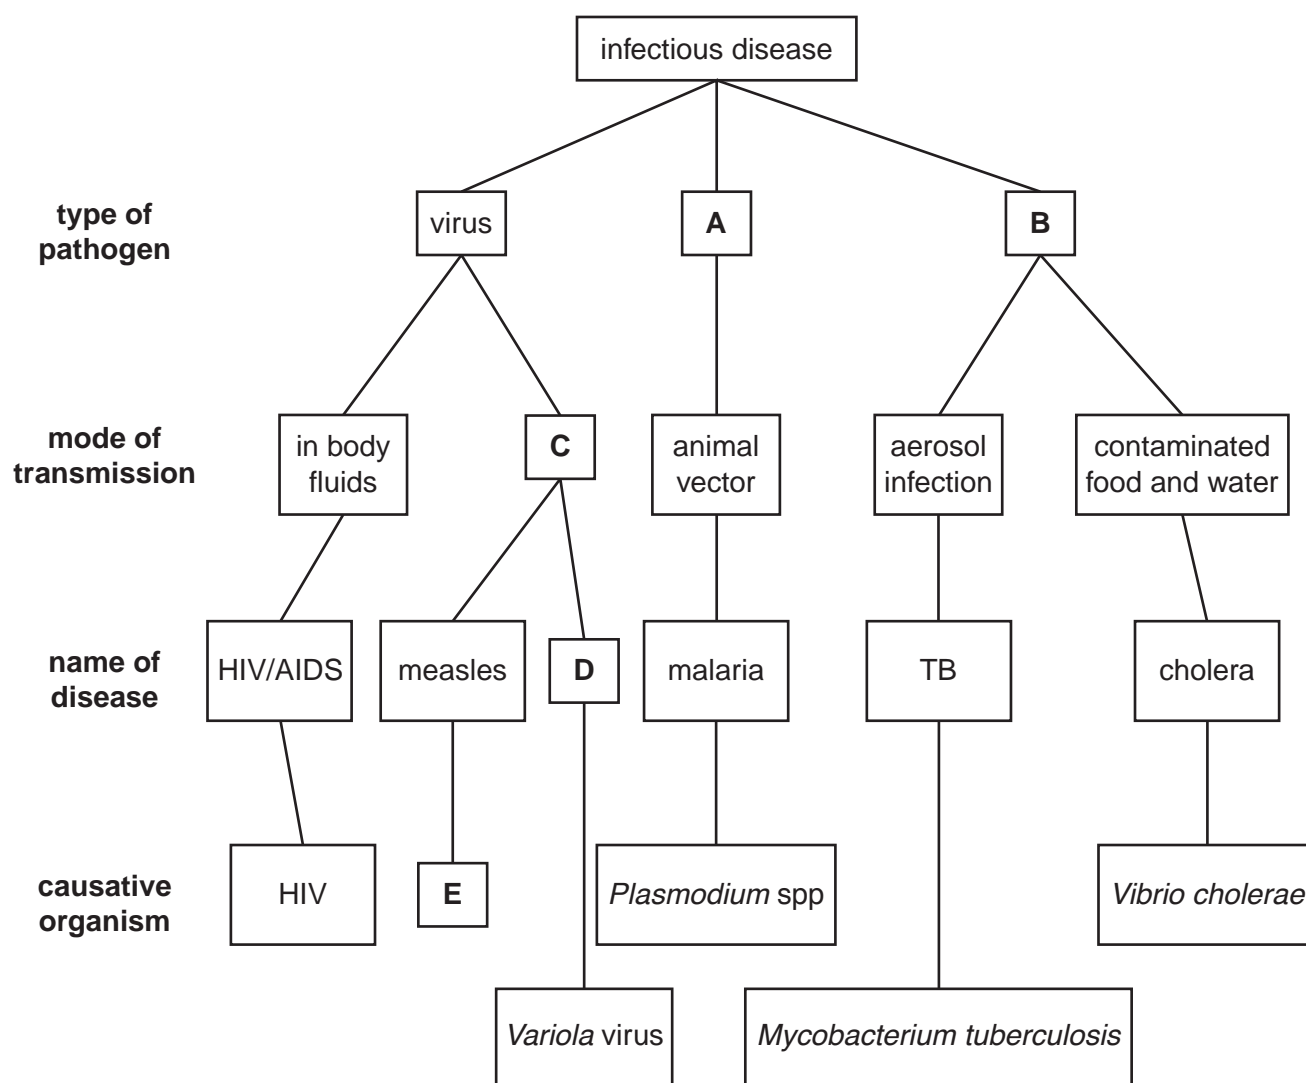 infectious disease
type of
pathogen
virus
A
B
mode of
transmission
in body
fluids
C
animal
vector
aerosol
infection
contaminated
food and water
name of
disease
HIV/AIDS
measles
D
malaria
TB
cholera
causative
organism
HIV
E
Plasmodium spp
Vibrio cholerae
Variola virus
Mycobacterium tuberculosis